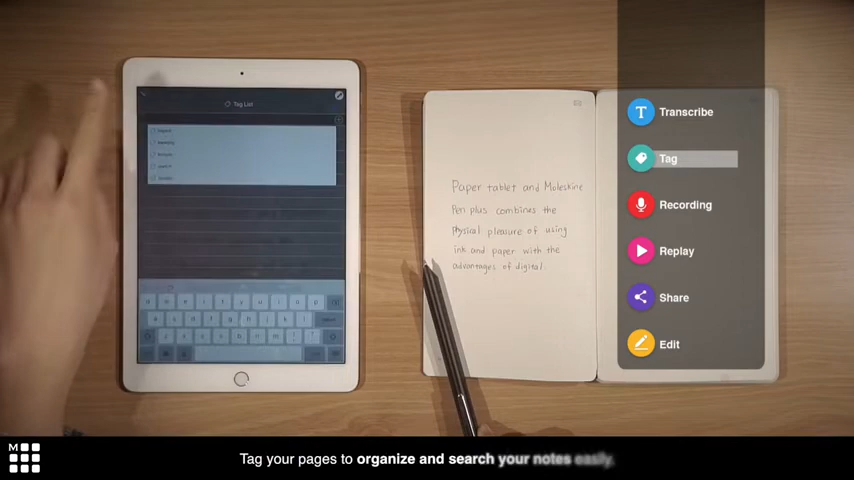 Tag List
Paper tablet and Moleskine
Pen plus combines the
physical pleasure of using
ink and paper with the
advantages of digital
Transcribe
Tag
Recording
Replay
Share
Edit
M
Tag your pages to organize and search your notes easily.